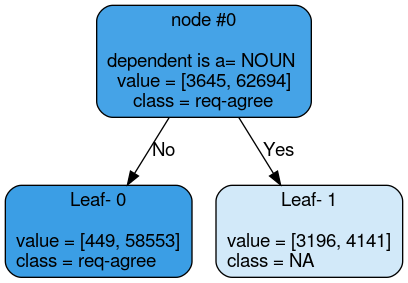 node #0
dependent is a= NOUN
value = [3645, 62694]
class = req-agree
No
Yes
Leaf- 0
value = [449, 58553]
class = req-agree
Leaf- 1
value = [3196, 4141]
class = NA